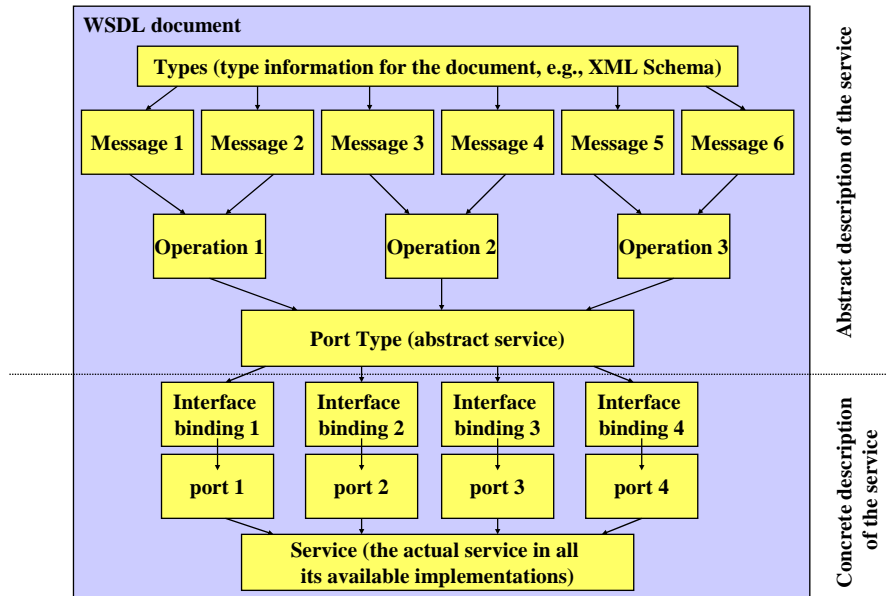 WSDL document
Types (type information for the document, e.g., XML Schema)
Message 1
Message 2
Message 3
Message 4
Message 5
Message 6
Operation 1
Operation 2
Operation 3
Port Type (abstract service)
Abstract description of the service
Interface
binding 1
Interface
binding 2
Interface
binding 3
Interface
binding 4
port 1
port 2
port 3
port 4
Service (the actual service in all
its available implementations)
Concrete description
of the service